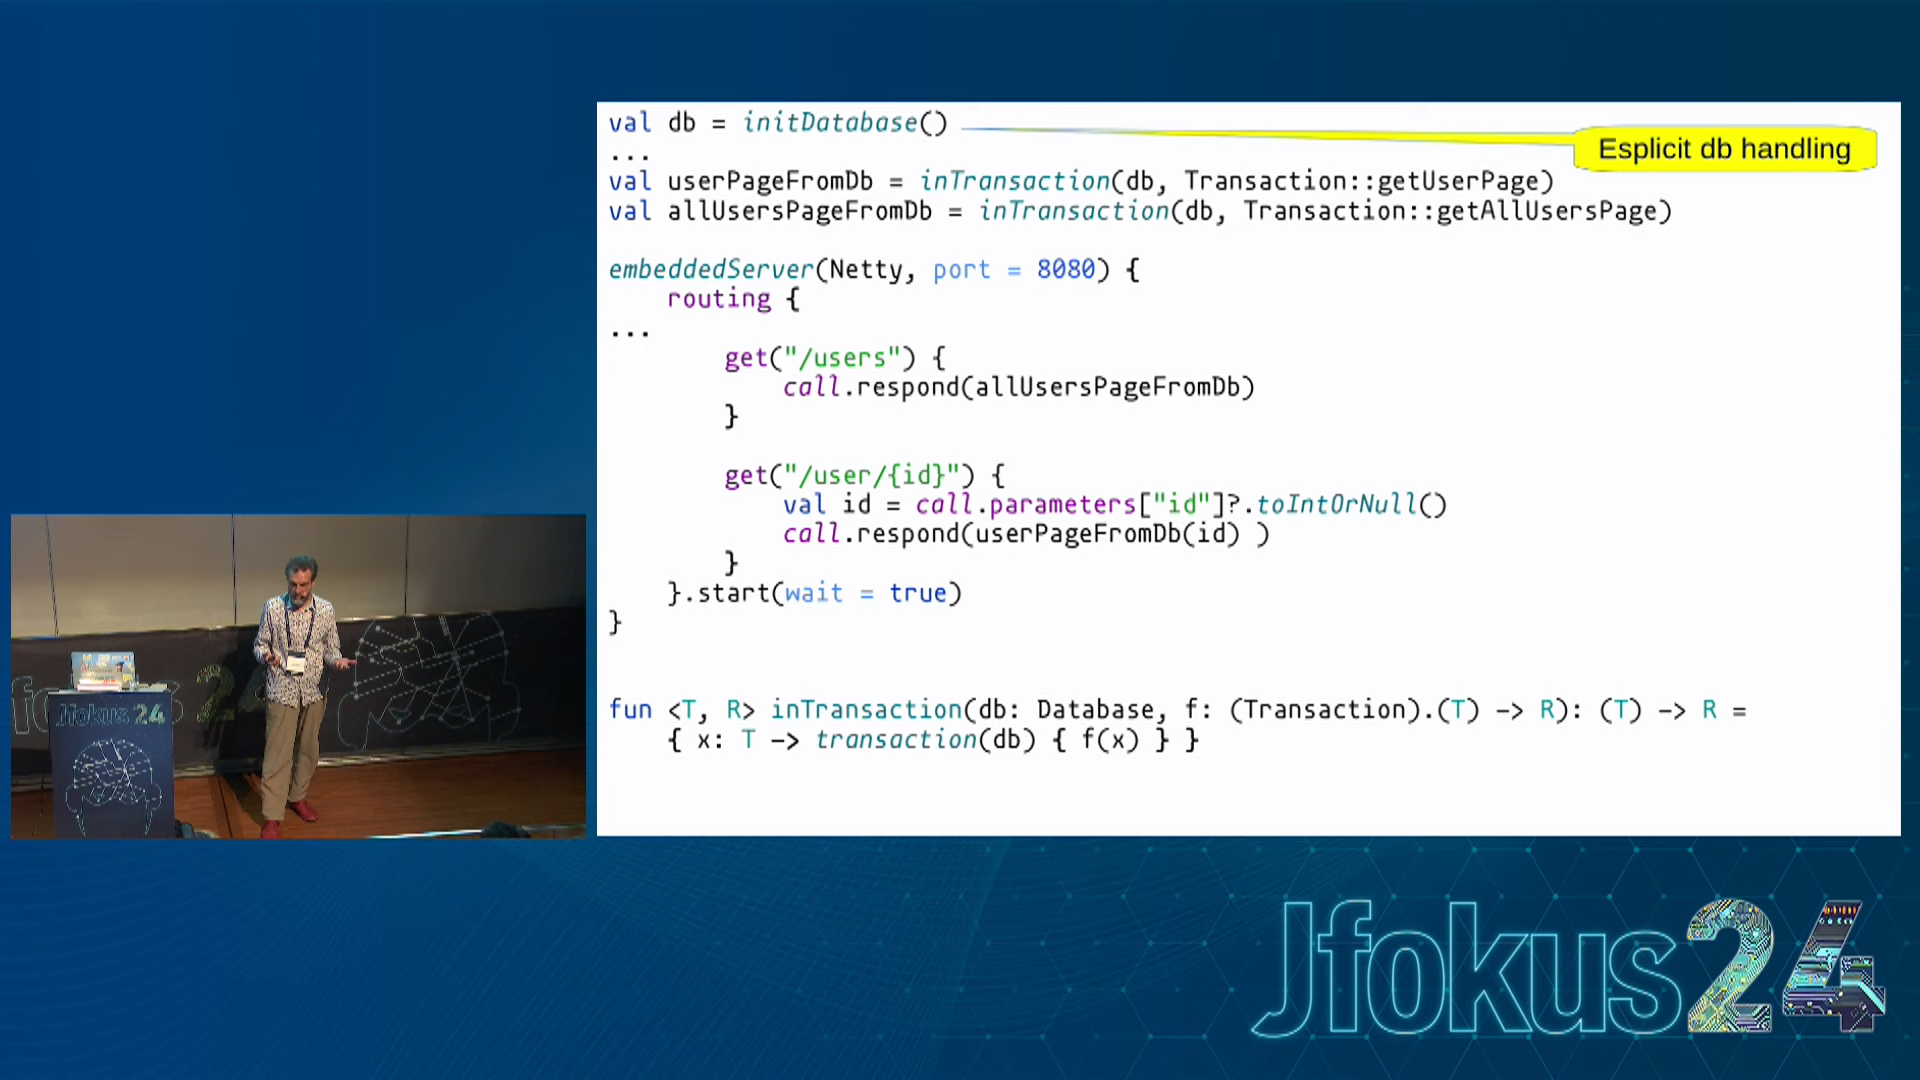 val db = initDatabase()
Esplicit db handling
...
val userPageFromDb = inTransaction(db, Transaction::getUserPage)
val allUsersPageFromDb = inTransaction(db, Transaction::getAllUsersPage)
embeddedServer(Netty, port = 8080) {
    routing {
...
        get("/users") {
            call.respond(allUsersPageFromDb)
        }
        get("/user/{id}") {
            val id = call.parameters["id"]?.toIntOrNull()
            call.respond(userPageFromDb(id) )
        }
    }.start(wait = true)
}
fun <T, R> inTransaction(db: Database, f: (Transaction).(T) -> R): (T) -> R =
    { x: T -> transaction(db) { f(x) } }
Jfokus 24
Jfokus24